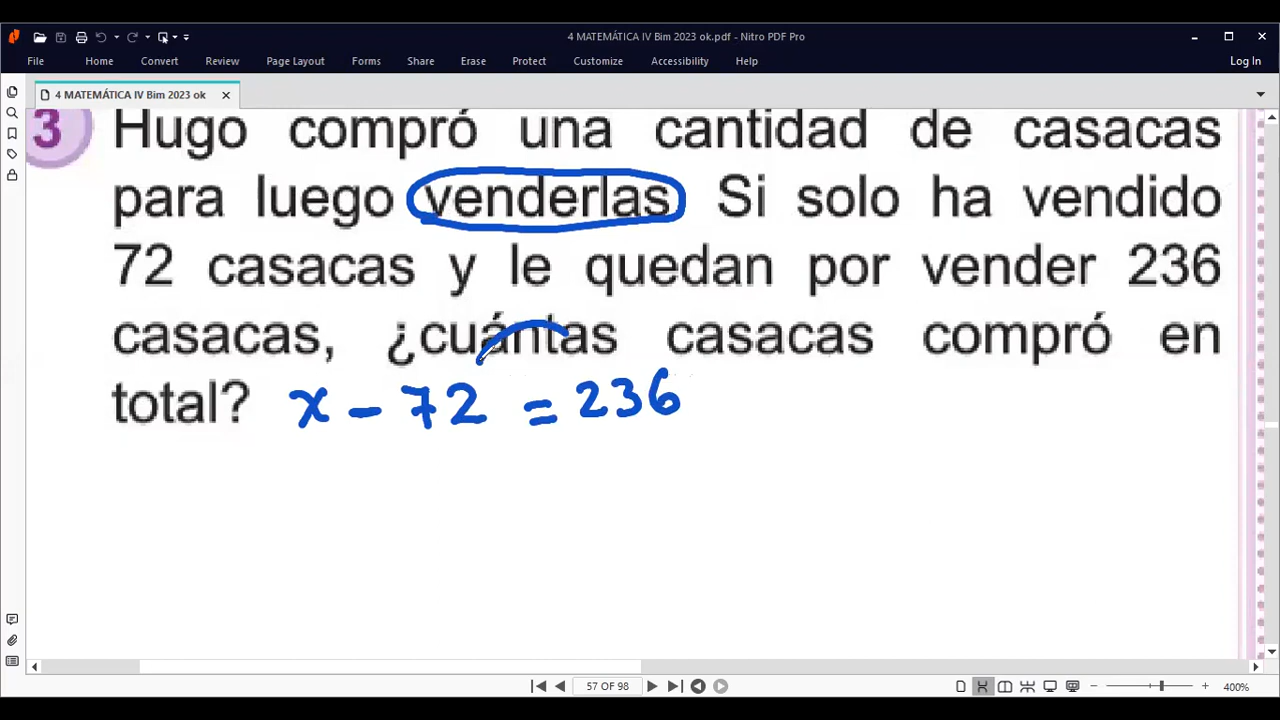 4 MATEMÁTICA IV Bim 2023 ok.pdf - Nitro PDF Pro
File Home Convert Review Page Layout Forms Share Erase Protect Customize Accessibility Help Log In
4 MATEMÁTICA IV Bim 2023 ok
3 Hugo compró una cantidad de casacas
para luego venderlas Si solo ha vendido
72 casacas y le quedan por vender 236
casacas, ¿cuántas casacas compró en
total? x - 72 = 236
57 OF 98 400%